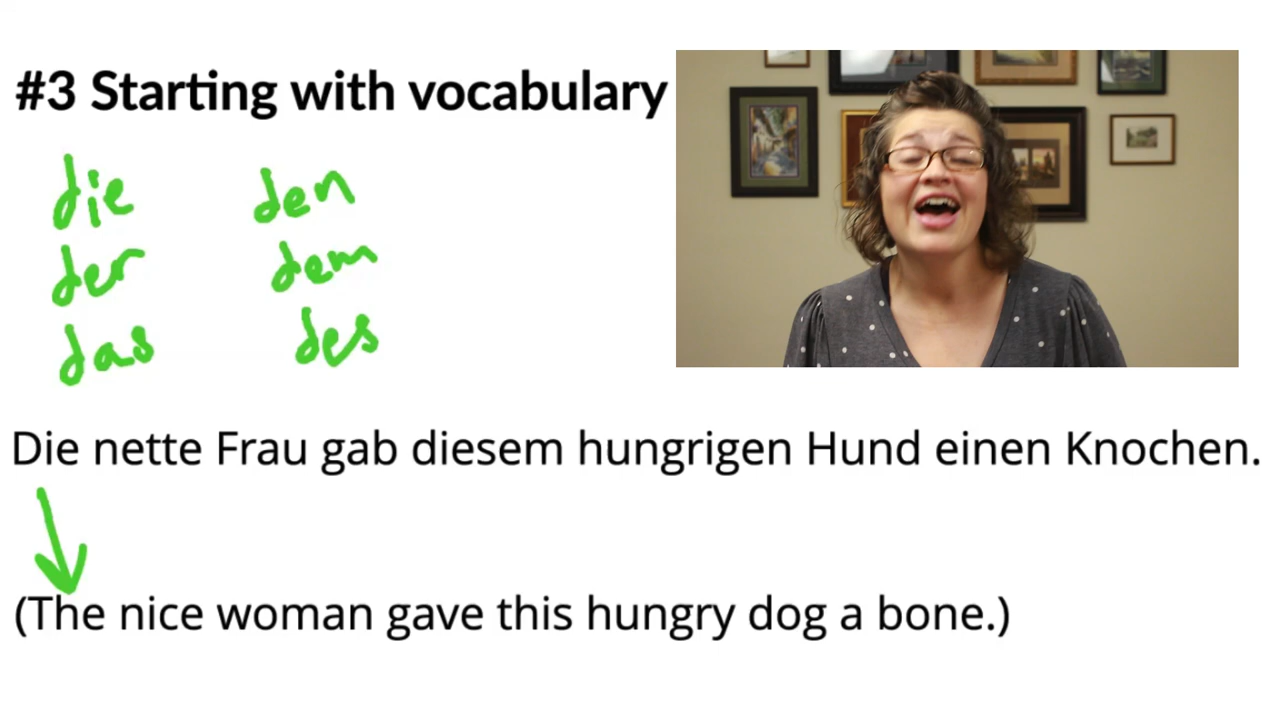 #3 Starting with vocabulary
die den
der dem
das des
Die nette Frau gab diesem hungrigen Hund einen Knochen.
(The nice woman gave this hungry dog a bone.)